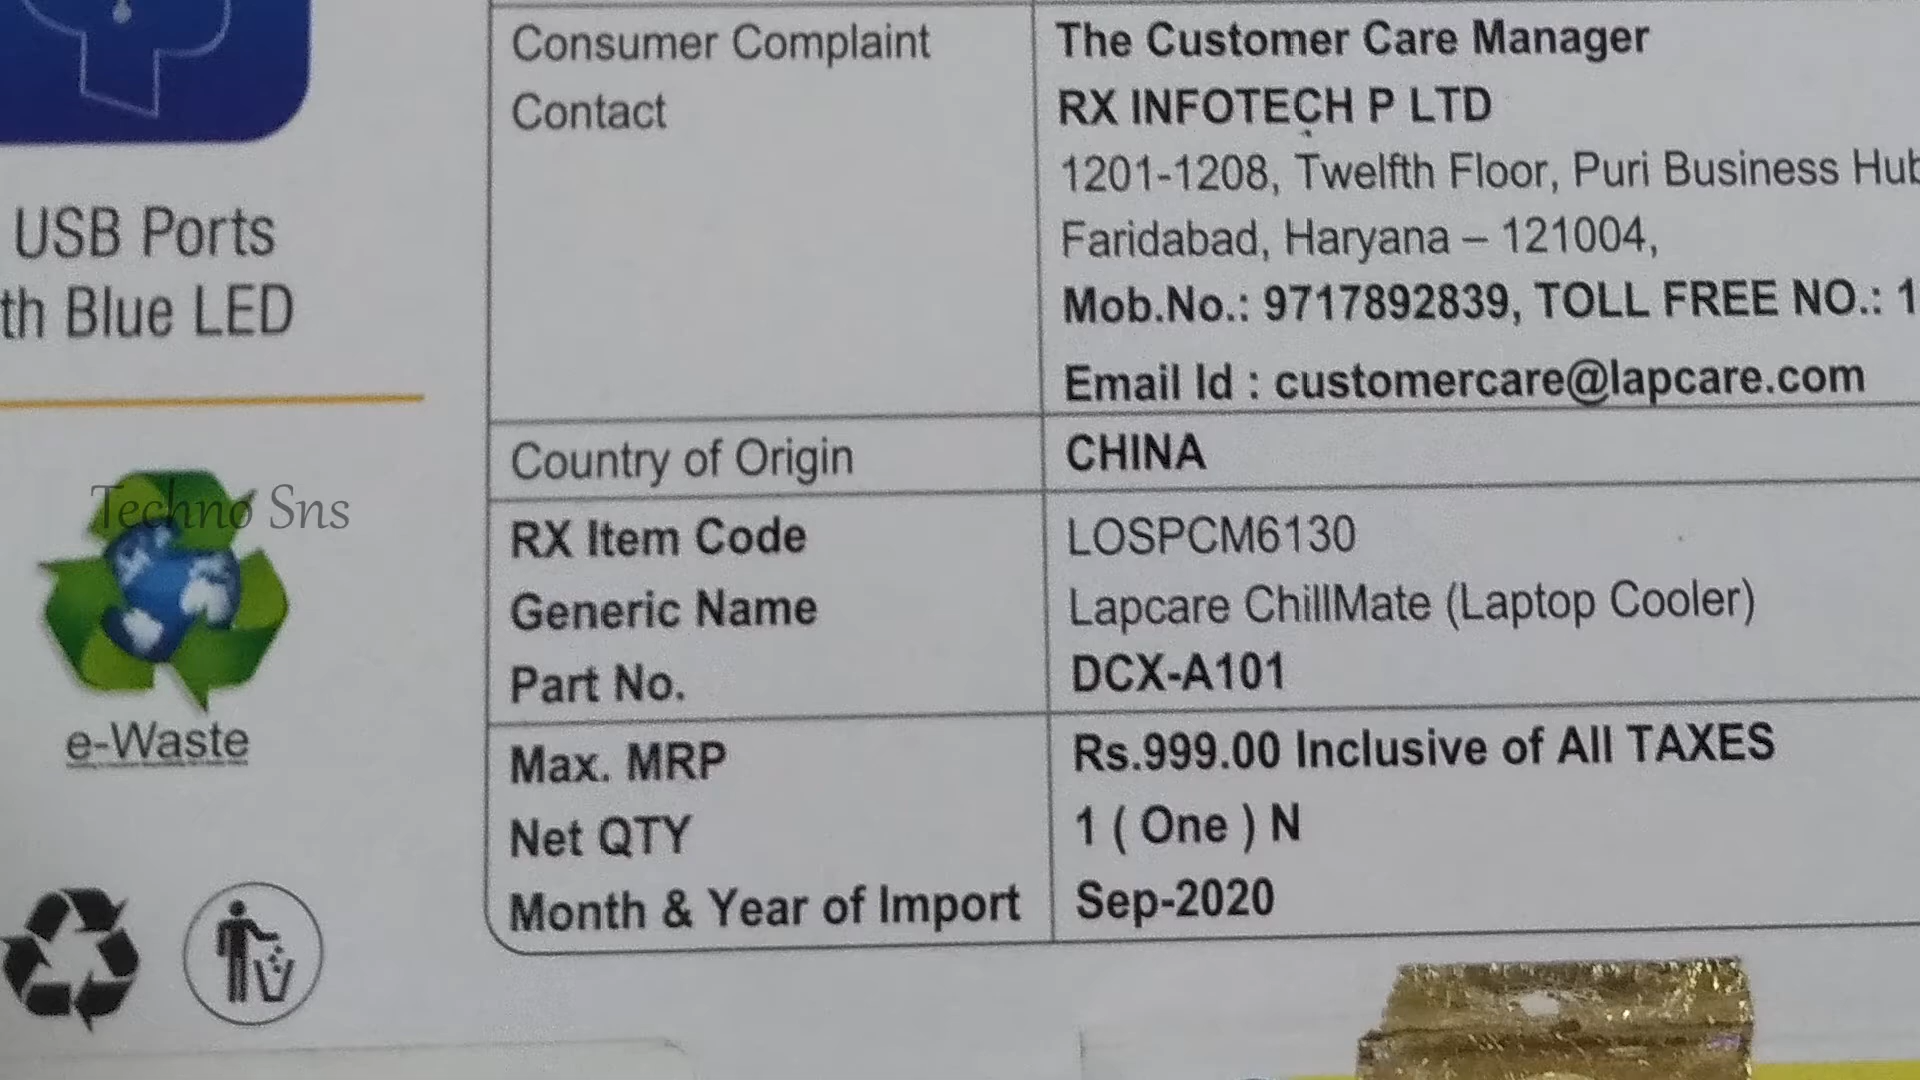 USB Ports
th Blue LED
Techno Sns
e-Waste
Consumer Complaint
Contact
The Customer Care Manager
RX INFOTECH P LTD
1201-1208, Twelfth Floor, Puri Business Hub
Faridabad, Haryana – 121004,
Mob.No.: 9717892839, TOLL FREE NO.: 1
Email Id : customercare@lapcare.com
Country of Origin CHINA
RX Item Code LOSPCM6130
Generic Name Lapcare ChillMate (Laptop Cooler)
Part No. DCX-A101
Max. MRP Rs.999.00 Inclusive of All TAXES
Net QTY 1 ( One ) N
Month & Year of Import Sep-2020